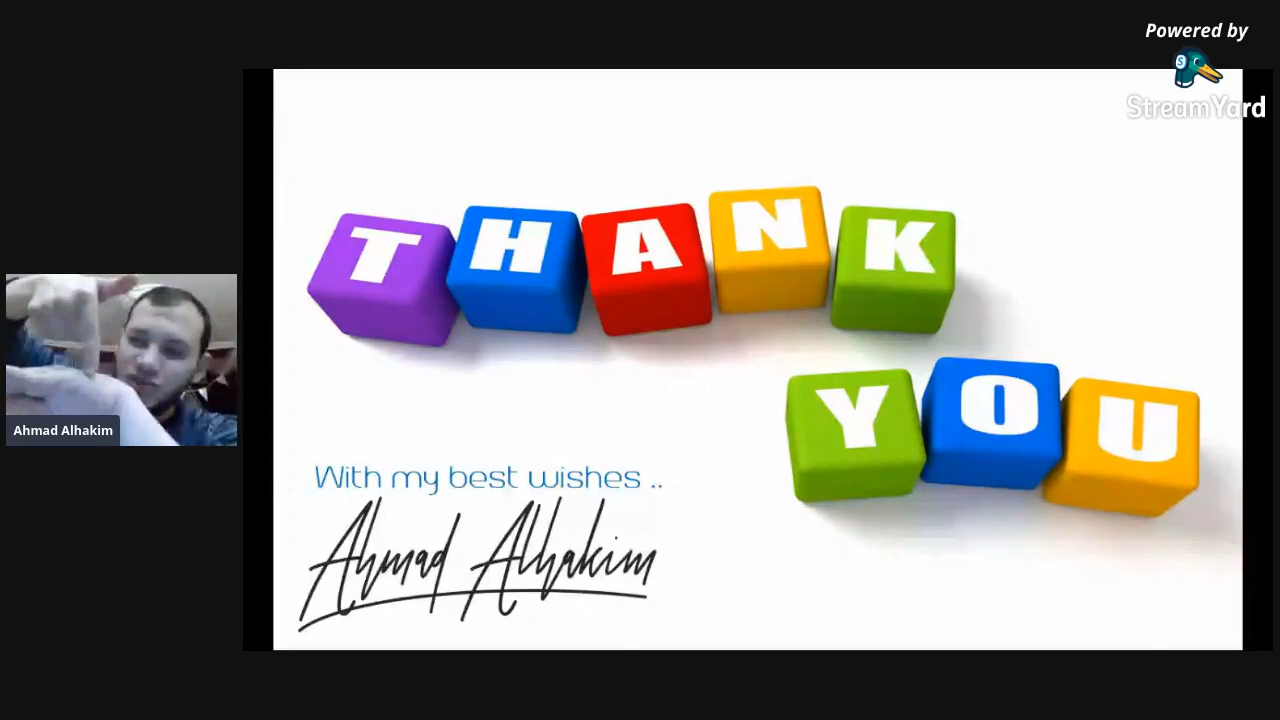 Powered by
StreamYard
THANK
YOU
With my best wishes ..
Ahmad Alhakim
Ahmad Alhakim